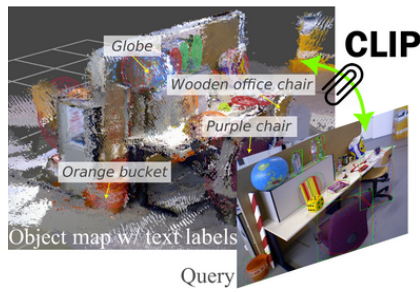 Globe
CLIP
Wooden office chair
Purple chair
Orange bucket
Object map w/ text labels
Query